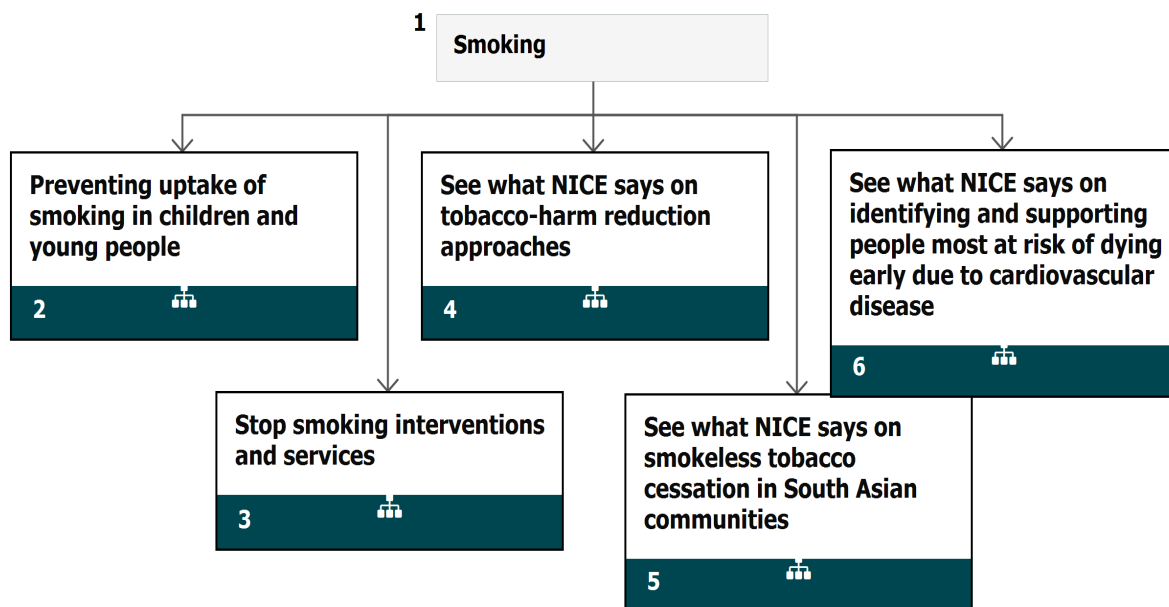 1
Smoking
Preventing uptake of
smoking in children and
young people
2
Stop smoking interventions
and services
3
See what NICE says on
tobacco-harm reduction
approaches
4
See what NICE says on
smokeless tobacco
cessation in South Asian
communities
5
See what NICE says on
identifying and supporting
people most at risk of dying
early due to cardiovascular
disease
6